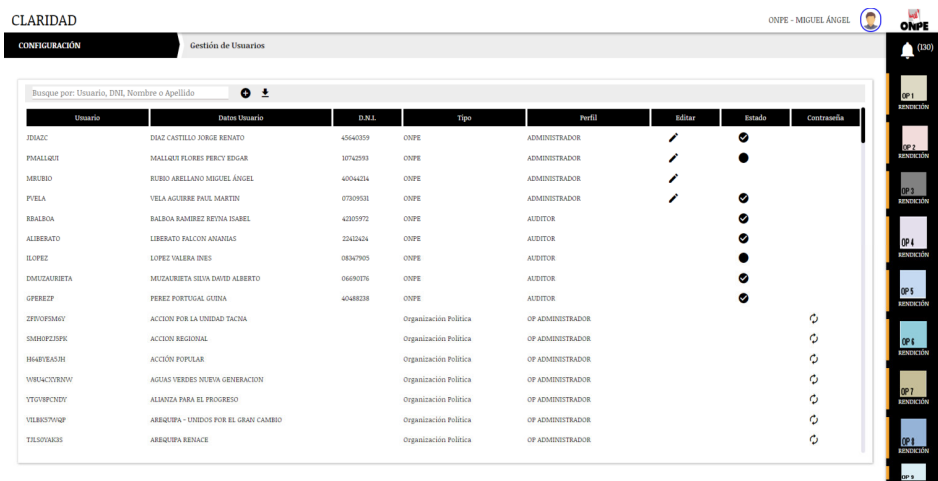 CLARIDAD
ONPE - MIGUEL ÁNGEL
ONPE
CONFIGURACIÓN
Gestión de Usuarios
(130)
Busque por: Usuario, DNI, Nombre o Apellido
Usuario Datos Usuario D.N.I. Tipo Perfil Editar Estado Contraseña
JDIAZC DIAZ CASTILLO JORGE RENATO 45640359 ONPE ADMINISTRADOR
PMALLQUI MALLQUI FLORES PERCY EDGAR 10742593 ONPE ADMINISTRADOR
MRUBIO RUBIO ARELLANO MIGUEL ÁNGEL 40044214 ONPE ADMINISTRADOR
PVELA VELA AGUIRRE PAUL MARTIN 07309531 ONPE ADMINISTRADOR
RBALBOA BALBOA RAMIREZ REYNA ISABEL 42105972 ONPE AUDITOR
ALIBERATO LIBERATO FALCON ANANIAS 22412424 ONPE AUDITOR
ILOPEZ LOPEZ VALERA INES 08347905 ONPE AUDITOR
DMUZAURIETA MUZAURIETA SILVA DAVID ALBERTO 06690176 ONPE AUDITOR
GPEREZP PEREZ PORTUGAL GUINA 40488238 ONPE AUDITOR
ZFIVOF5M6Y ACCION POR LA UNIDAD TACNA Organización Política OP ADMINISTRADOR
SMH0PZJ5PK ACCION REGIONAL Organización Política OP ADMINISTRADOR
H64BYEA5JH ACCIÓN POPULAR Organización Política OP ADMINISTRADOR
W8U4CXYRNW AGUAS VERDES NUEVA GENERACION Organización Política OP ADMINISTRADOR
YTGV8PCNDY ALIANZA PARA EL PROGRESO Organización Política OP ADMINISTRADOR
VILBK57WQP AREQUIPA - UNIDOS POR EL GRAN CAMBIO Organización Política OP ADMINISTRADOR
TJLS0YAK3S AREQUIPA RENACE Organización Política OP ADMINISTRADOR
OP 1
RENDICIÓN
OP 2
RENDICIÓN
OP 3
RENDICIÓN
OP 4
RENDICIÓN
OP 5
RENDICIÓN
OP 6
RENDICIÓN
OP 7
RENDICIÓN
OP 8
RENDICIÓN
OP 9